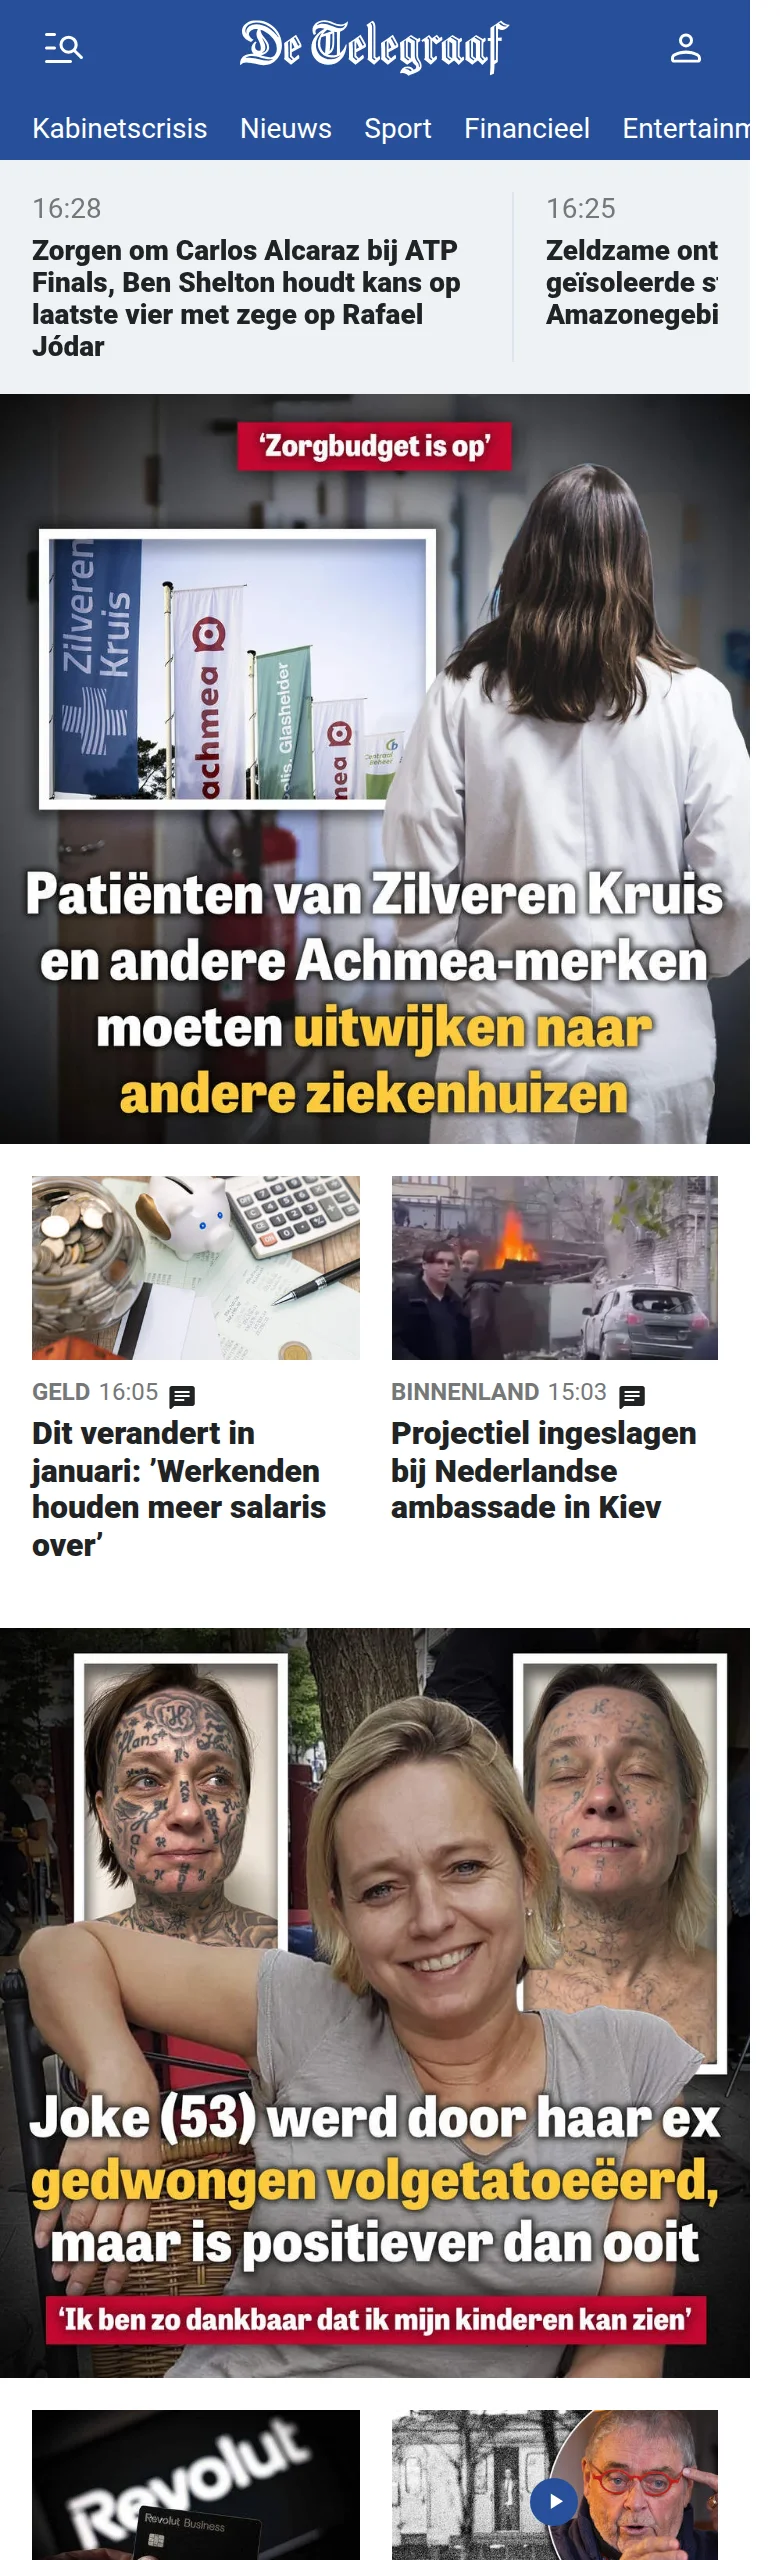 De Telegraaf
Kabinetscrisis Nieuws Sport Financieel Entertainm
16:28
Zorgen om Carlos Alcaraz bij ATP
Finals, Ben Shelton houdt kans op
laatste vier met zege op Rafael
Jódar
16:25
Zeldzame ont
geïsoleerde s
Amazonegebi
‘Zorgbudget is op’
Zilveren
Kruis
achmea
Glashelder
Centraal
Beheer
Patiënten van Zilveren Kruis
en andere Achmea-merken
moeten uitwijken naar
andere ziekenhuizen
GELD 16:05
Dit verandert in
januari: ’Werkenden
houden meer salaris
over’
BINNENLAND 15:03
Projectiel ingeslagen
bij Nederlandse
ambassade in Kiev
Hans
Joke (53) werd door haar ex
gedwongen volgetatoeëerd,
maar is positiever dan ooit
‘Ik ben zo dankbaar dat ik mijn kinderen kan zien’
Revolut
Revolut Business